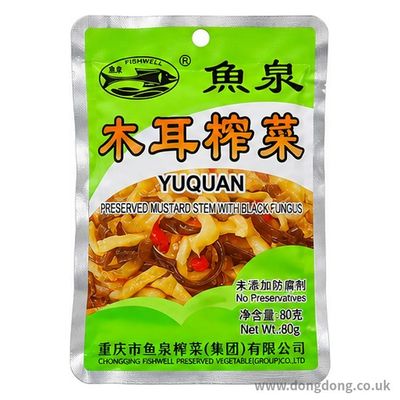 FISHWELL
魚泉
®
魚泉
木耳榨菜
YUQUAN
PRESERVED MUSTARD STEM WITH BLACK FUNGUS
未添加防腐剂
No Preservatives
净含量:80克
Net Wt.:80g
重庆市鱼泉榨菜(集团)有限公司
CHONGQING FISHWELL PRESERVED VEGETABLE(GROUP)CO.,LTD
www.dongdong.co.uk